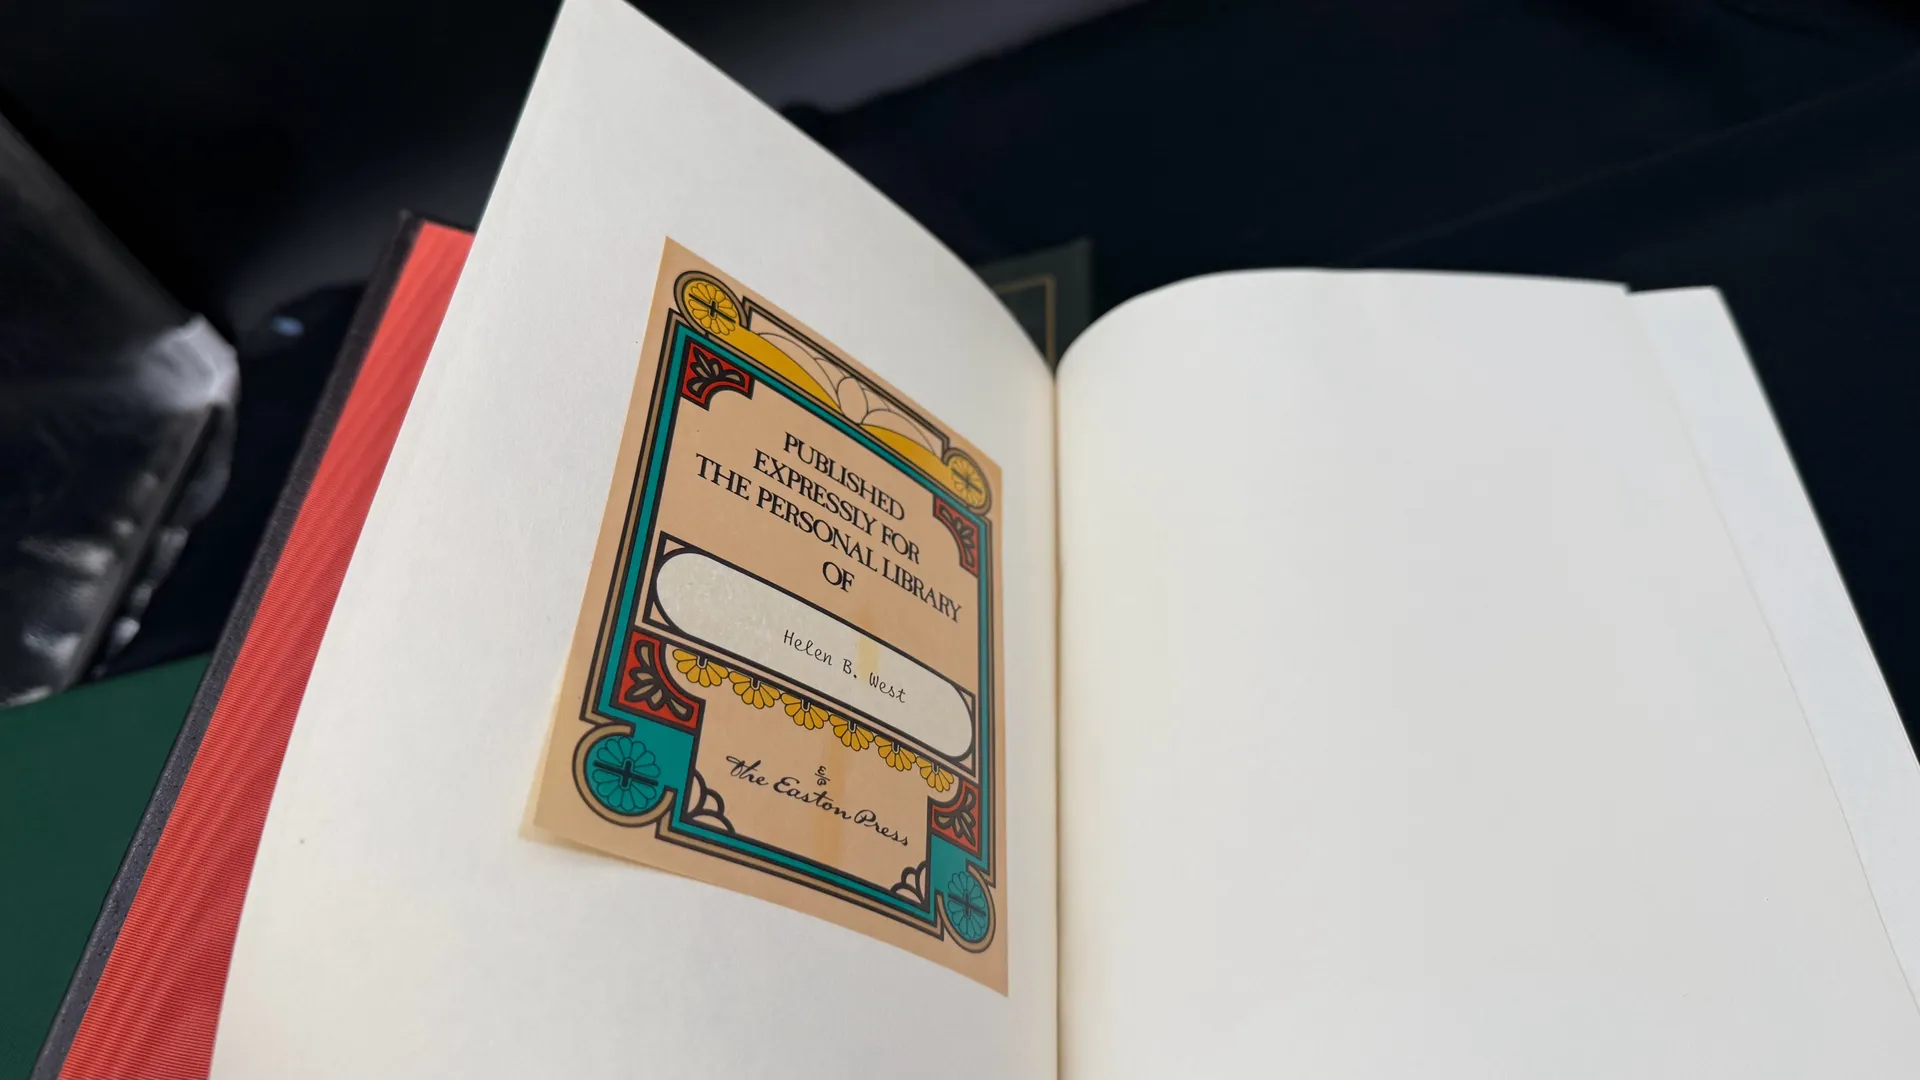 PUBLISHED
EXPRESSLY FOR
THE PERSONAL LIBRARY
OF
Helen B. West
E
P
The Easton Press